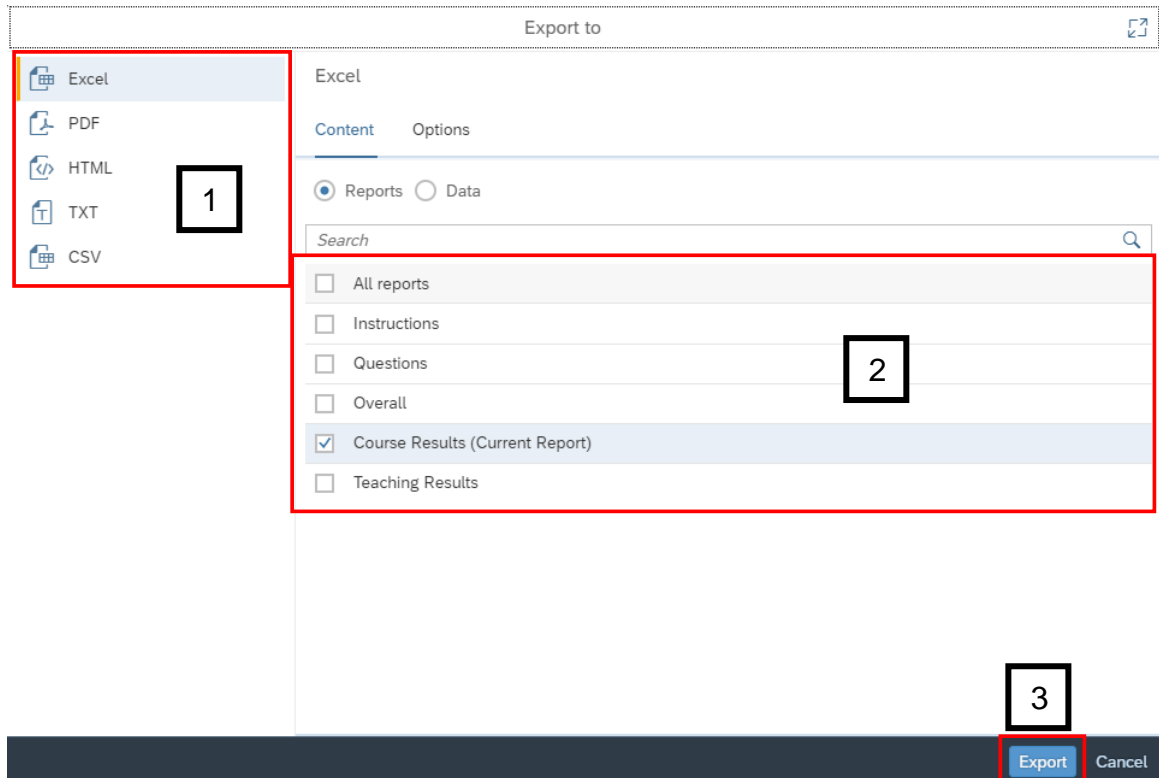 Export to
Excel
PDF
HTML
TXT
CSV
1
Excel
Content Options
Reports Data
Search
All reports
Instructions
Questions
Overall
Course Results (Current Report)
Teaching Results
2
3
Export Cancel